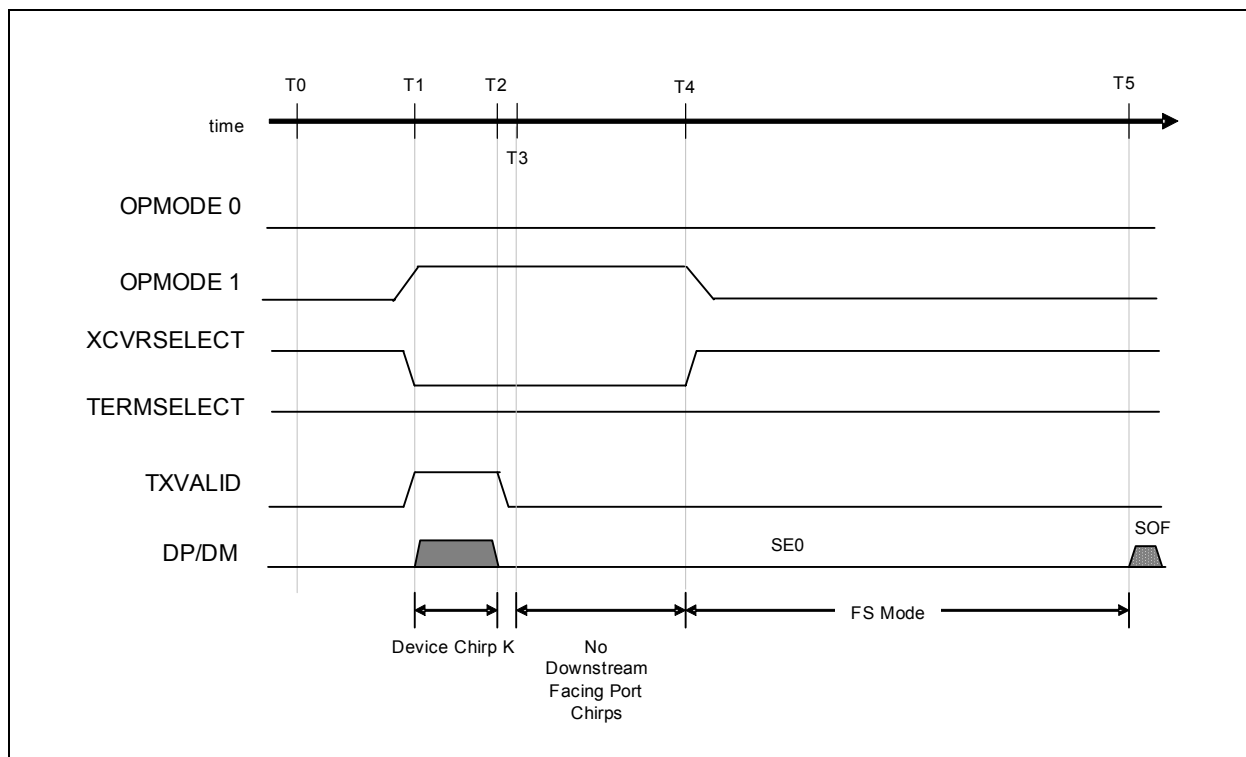 T0
T1
T2
T4
T5
time
T3
OPMODE 0
OPMODE 1
XCVRSELECT
TERMSELECT
TXVALID
SOF
DP/DM
SE0
FS Mode
Device Chirp K
No
Downstream
Facing Port
Chirps